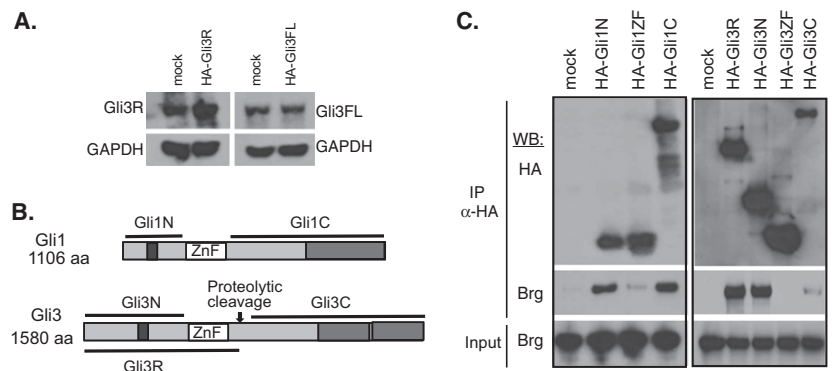 A.
mock
HA-Gli3R
mock
HA-Gli3FL
Gli3R
Gli3FL
GAPDH
GAPDH
B.
Gli1N
Gli1C
Gli1
1106 aa
ZnF
Proteolytic
cleavage
Gli3N
Gli3C
Gli3
1580 aa
ZnF
Gli3R
C.
mock
HA-Gli1N
HA-Gli1ZF
HA-Gli1C
mock
HA-Gli3R
HA-Gli3N
HA-Gli3ZF
HA-Gli3C
WB:
HA
IP
α-HA
Brg
Input
Brg